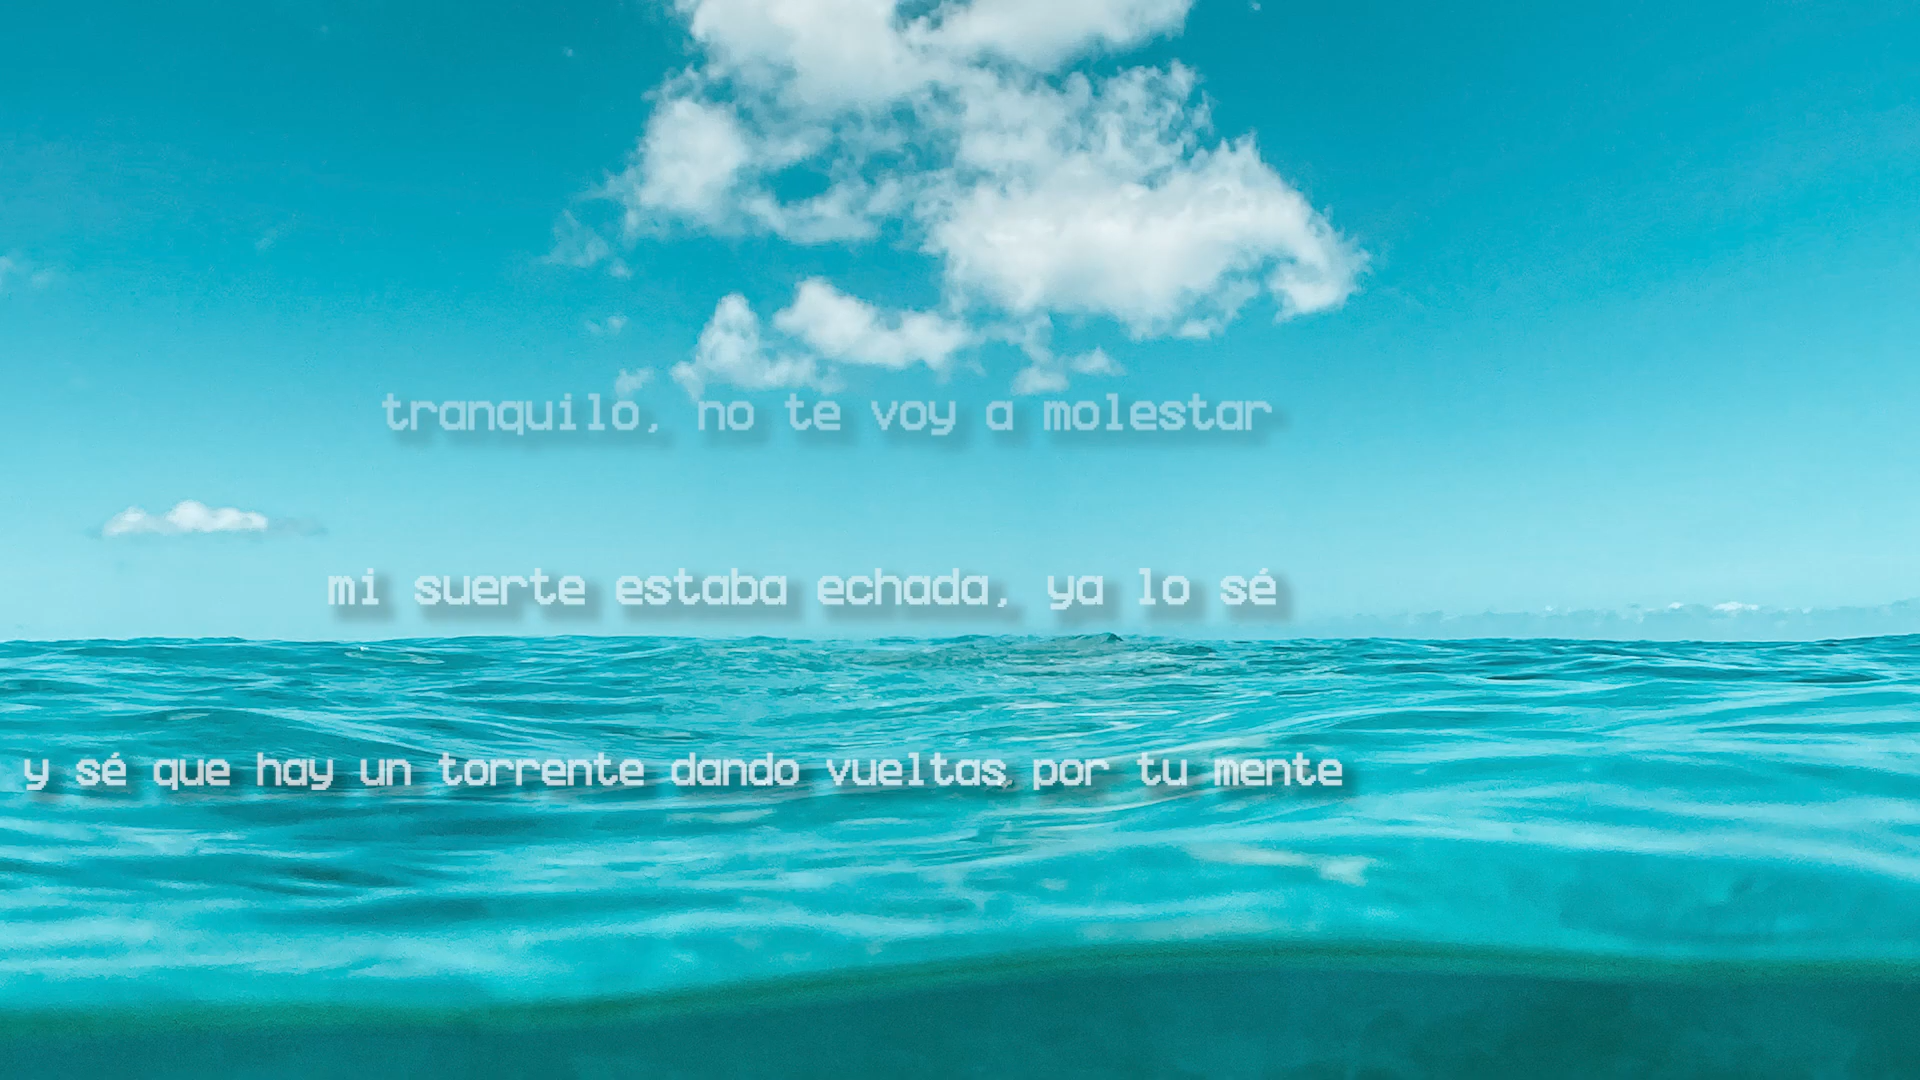 tranquilo, no te voy a molestar
mi suerte estaba echada, ya lo sé
y sé que hay un torrente dando vueltas por tu mente